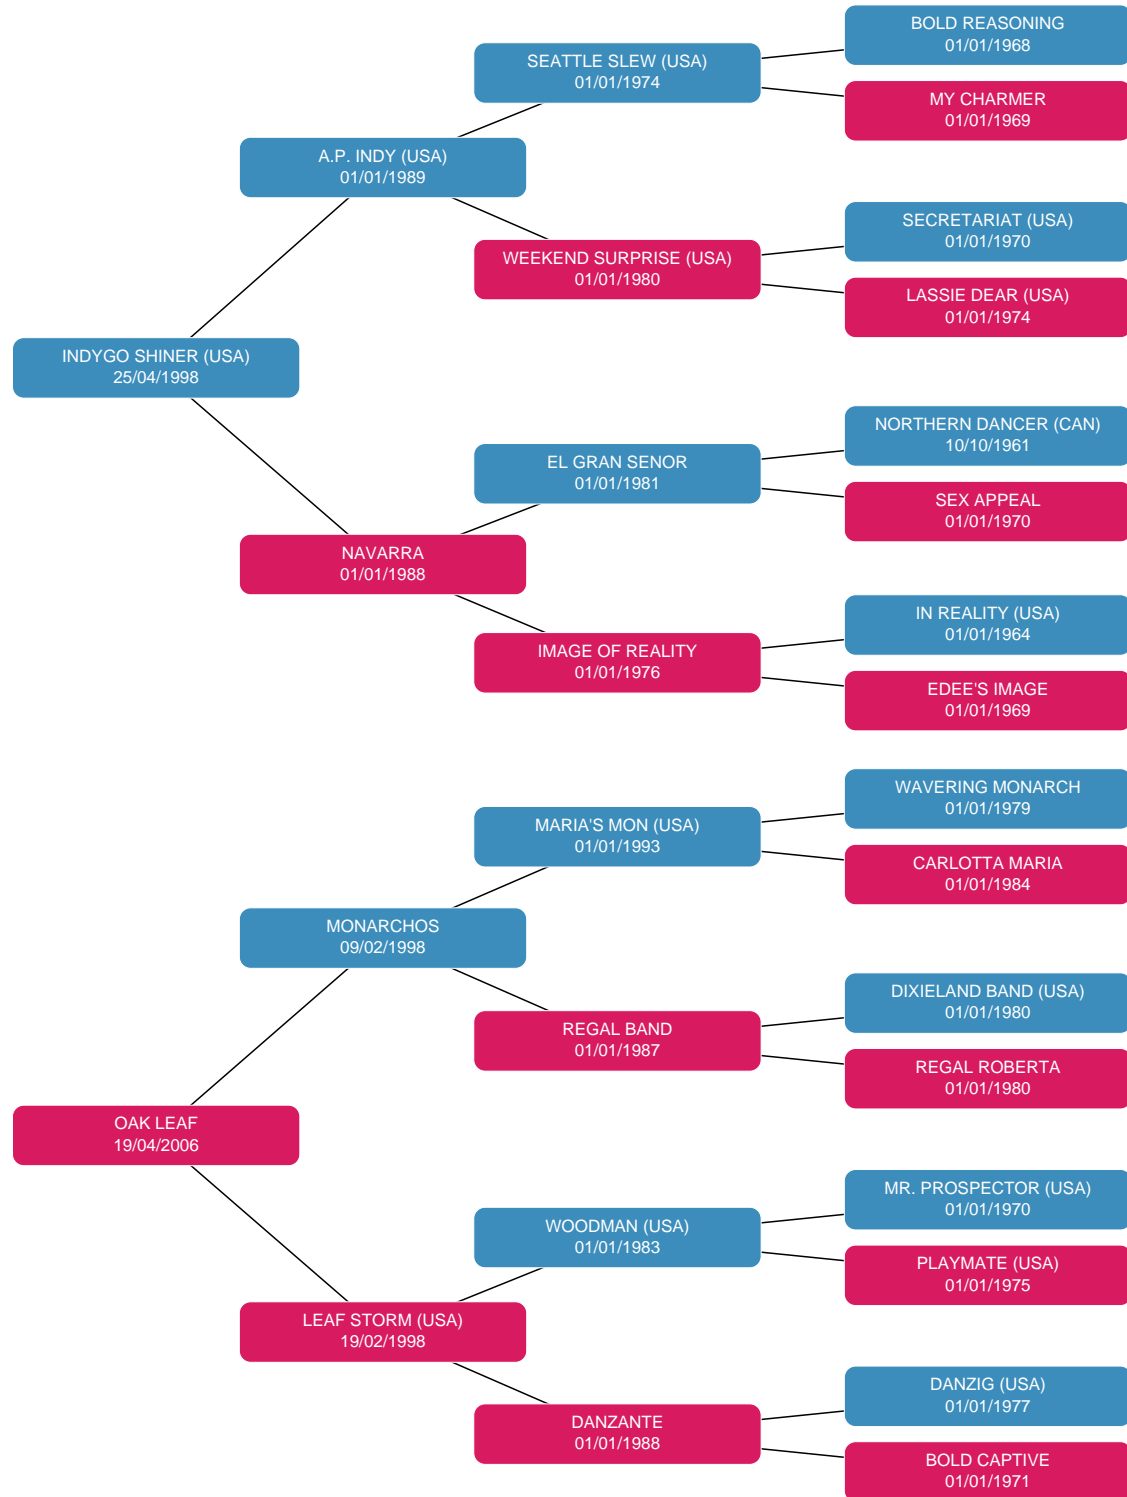 BOLD REASONING
01/01/1968
SEATTLE SLEW (USA)
01/01/1974
MY CHARMER
01/01/1969
A.P. INDY (USA)
01/01/1989
SECRETARIAT (USA)
01/01/1970
WEEKEND SURPRISE (USA)
01/01/1980
LASSIE DEAR (USA)
01/01/1974
INDYGO SHINER (USA)
25/04/1998
NORTHERN DANCER (CAN)
10/10/1961
EL GRAN SENOR
01/01/1981
SEX APPEAL
01/01/1970
NAVARRA
01/01/1988
IN REALITY (USA)
01/01/1964
IMAGE OF REALITY
01/01/1976
EDEE'S IMAGE
01/01/1969
WAVERING MONARCH
01/01/1979
MARIA'S MON (USA)
01/01/1993
CARLOTTA MARIA
01/01/1984
MONARCHOS
09/02/1998
DIXIELAND BAND (USA)
01/01/1980
REGAL BAND
01/01/1987
REGAL ROBERTA
01/01/1980
OAK LEAF
19/04/2006
MR. PROSPECTOR (USA)
01/01/1970
WOODMAN (USA)
01/01/1983
PLAYMATE (USA)
01/01/1975
LEAF STORM (USA)
19/02/1998
DANZIG (USA)
01/01/1977
DANZANTE
01/01/1988
BOLD CAPTIVE
01/01/1971